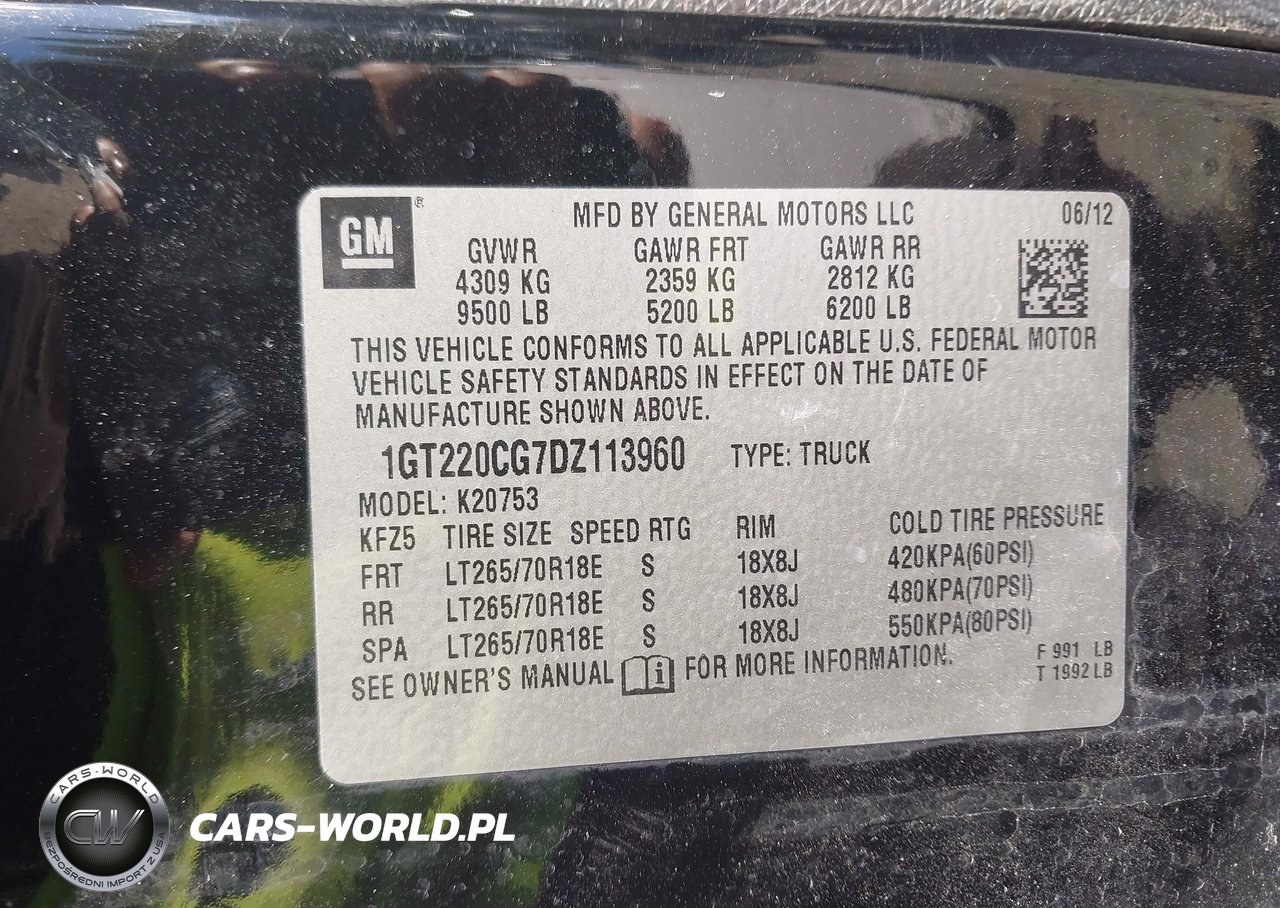 GM ®
MFD BY GENERAL MOTORS LLC 06/12
GVWR GAWR FRT GAWR RR
4309 KG 2359 KG 2812 KG
9500 LB 5200 LB 6200 LB
THIS VEHICLE CONFORMS TO ALL APPLICABLE U.S. FEDERAL MOTOR
VEHICLE SAFETY STANDARDS IN EFFECT ON THE DATE OF
MANUFACTURE SHOWN ABOVE.
1GT220CG7DZ113960 TYPE: TRUCK
MODEL: K20753
KFZ5 TIRE SIZE SPEED RTG RIM COLD TIRE PRESSURE
FRT LT265/70R18E S 18X8J 420KPA(60PSI)
RR LT265/70R18E S 18X8J 480KPA(70PSI)
SPA LT265/70R18E S 18X8J 550KPA(80PSI)
SEE OWNER'S MANUAL FOR MORE INFORMATION.
F 991 LB
T 1992 LB
CARS-WORLD
CW
BEZPOŚREDNI IMPORT Z USA
CARS-WORLD.PL